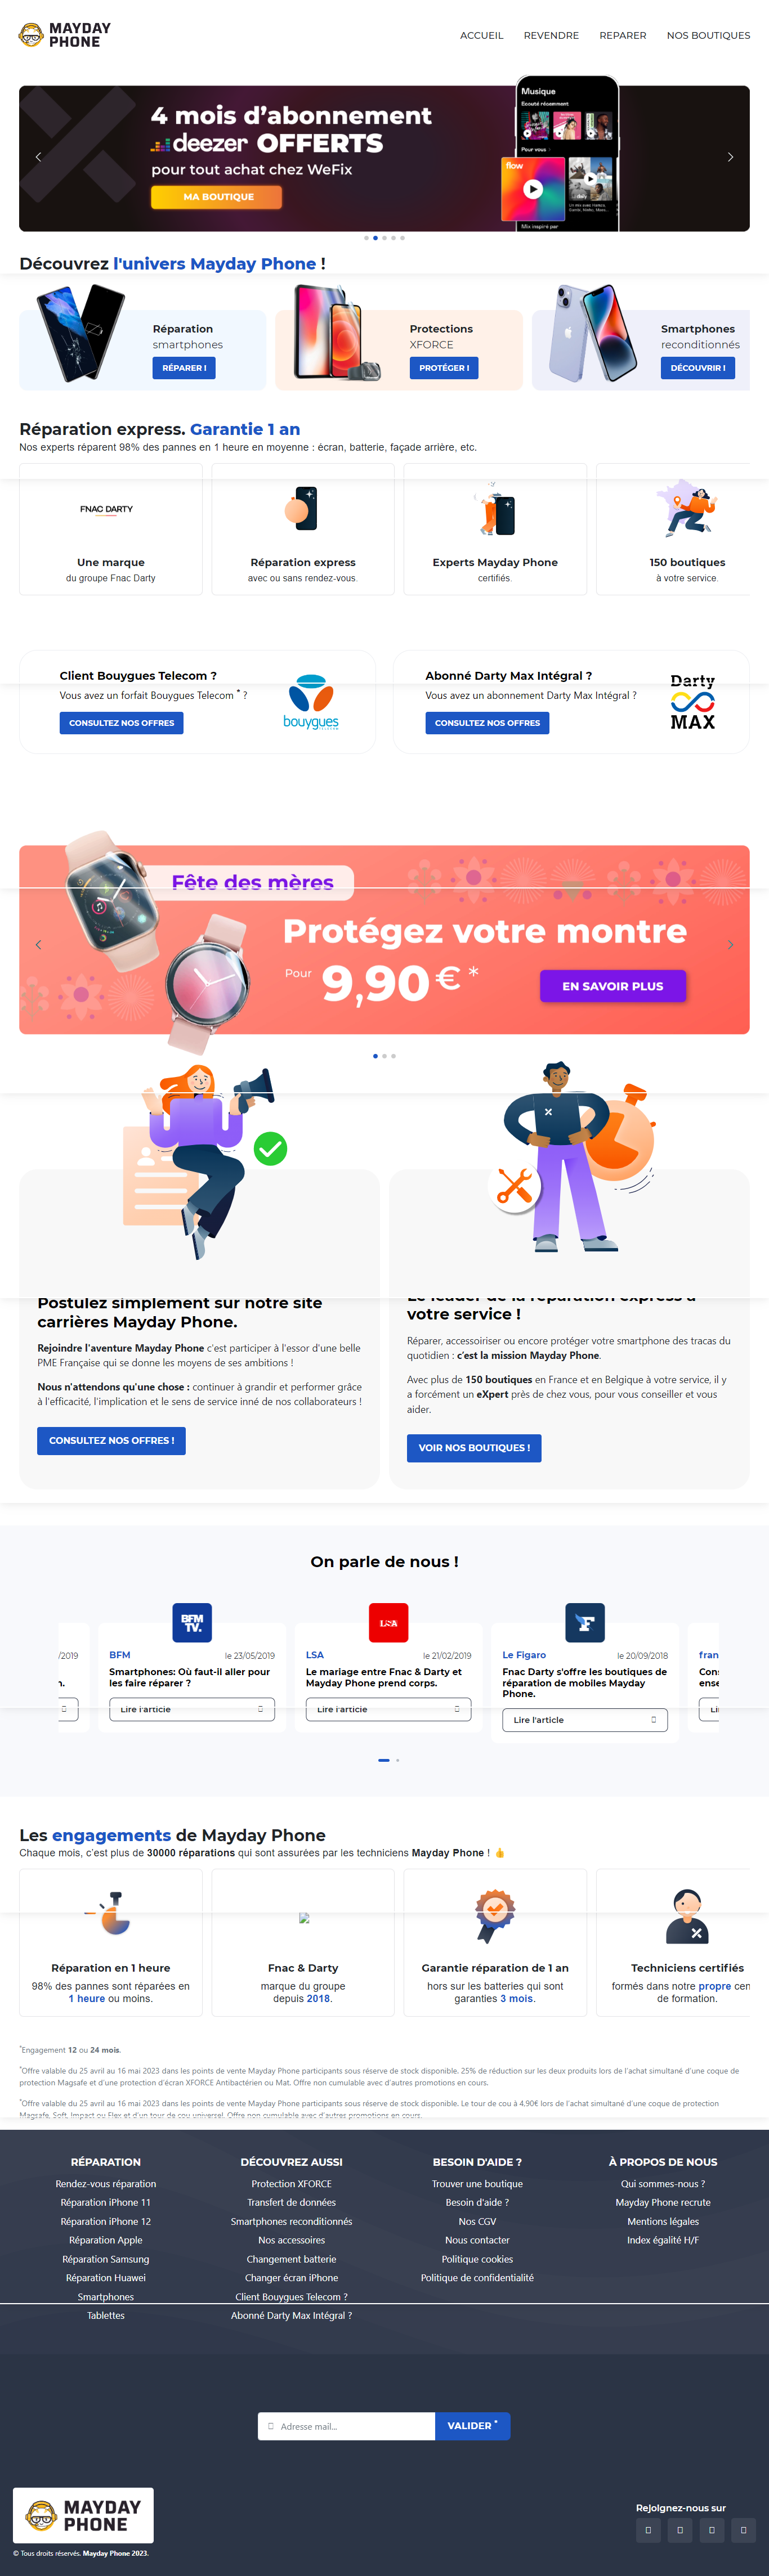 MAYDAY
PHONE
ACCUEIL REVENDRE REPARER NOS BOUTIQUES
4 mois d'abonnement
deezer OFFERTS
pour tout achat chez WeFix
MA BOUTIQUE
Musique
Écouté récemment
Pour vous
flow
Mix inspiré par
Découvrez l'univers Mayday Phone !
Réparation
smartphones
RÉPARER !
Protections
XFORCE
PROTÉGER !
Smartphones
reconditionnés
DÉCOUVRIR !
Réparation express. Garantie 1 an
Nos experts réparent 98% des pannes en 1 heure en moyenne : écran, batterie, façade arrière, etc.
FNAC DARTY
Une marque
du groupe Fnac Darty
Réparation express
avec ou sans rendez-vous.
Experts Mayday Phone
certifiés.
150 boutiques
à votre service.
Client Bouygues Telecom ?
Vous avez un forfait Bouygues Telecom * ?
CONSULTEZ NOS OFFRES
bouygues
TELECOM
Abonné Darty Max Intégral ?
Vous avez un abonnement Darty Max Intégral ?
CONSULTEZ NOS OFFRES
Darty
MAX
Fête des mères
Protégez votre montre
Pour 9,90€*
EN SAVOIR PLUS
Postulez simplement sur notre site
carrières Mayday Phone.
Rejoindre l'aventure Mayday Phone c'est participer à l'essor d'une belle
PME Française qui se donne les moyens de ses ambitions !
Nous n'attendons qu'une chose : continuer à grandir et performer grâce
à l'efficacité, l'implication et le sens de service inné de nos collaborateurs !
CONSULTEZ NOS OFFRES !
Le leader de la réparation express à
votre service !
Réparer, accessoiriser ou encore protéger votre smartphone des tracas du
quotidien : c'est la mission Mayday Phone.
Avec plus de 150 boutiques en France et en Belgique à votre service, il y
a forcément un eXpert près de chez vous, pour vous conseiller et vous
aider.
VOIR NOS BOUTIQUES !
On parle de nous !
/2019
n.
BFM
TV.
BFM le 23/05/2019
Smartphones: Où faut-il aller pour
les faire réparer ?
Lire l'article
LSA
LSA le 21/02/2019
Le mariage entre Fnac & Darty et
Mayday Phone prend corps.
Lire l'article
Le Figaro le 20/09/2018
Fnac Darty s'offre les boutiques de
réparation de mobiles Mayday
Phone.
Lire l'article
fran
Cons
ense
Li
Les engagements de Mayday Phone
Chaque mois, c'est plus de 30000 réparations qui sont assurées par les techniciens Mayday Phone ! 👍
Réparation en 1 heure
98% des pannes sont réparées en
1 heure ou moins.
Fnac & Darty
marque du groupe
depuis 2018.
Garantie réparation de 1 an
hors sur les batteries qui sont
garanties 3 mois.
Techniciens certifiés
formés dans notre propre cen
de formation.
*Engagement 12 ou 24 mois.
*Offre valable du 25 avril au 16 mai 2023 dans les points de vente Mayday Phone participants sous réserve de stock disponible. 25% de réduction sur les deux produits lors de l'achat simultané d'une coque de
protection Magsafe et d'une protection d'écran XFORCE Antibactérien ou Mat. Offre non cumulable avec d'autres promotions en cours.
*Offre valable du 25 avril au 16 mai 2023 dans les points de vente Mayday Phone participants sous réserve de stock disponible. Le tour de cou à 4,90€ lors de l'achat simultané d'une coque de protection
Magsafe, Soft, Impact ou Flex et d'un tour de cou universel. Offre non cumulable avec d'autres promotions en cours.
RÉPARATION
Rendez-vous réparation
Réparation iPhone 11
Réparation iPhone 12
Réparation Apple
Réparation Samsung
Réparation Huawei
Smartphones
Tablettes
DÉCOUVREZ AUSSI
Protection XFORCE
Transfert de données
Smartphones reconditionnés
Nos accessoires
Changement batterie
Changer écran iPhone
Client Bouygues Telecom ?
Abonné Darty Max Intégral ?
BESOIN D'AIDE ?
Trouver une boutique
Besoin d'aide ?
Nos CGV
Nous contacter
Politique cookies
Politique de confidentialité
À PROPOS DE NOUS
Qui sommes-nous ?
Mayday Phone recrute
Mentions légales
Index égalité H/F
Adresse mail... VALIDER *
MAYDAY
PHONE
© Tous droits réservés. Mayday Phone 2023.
Rejoignez-nous sur